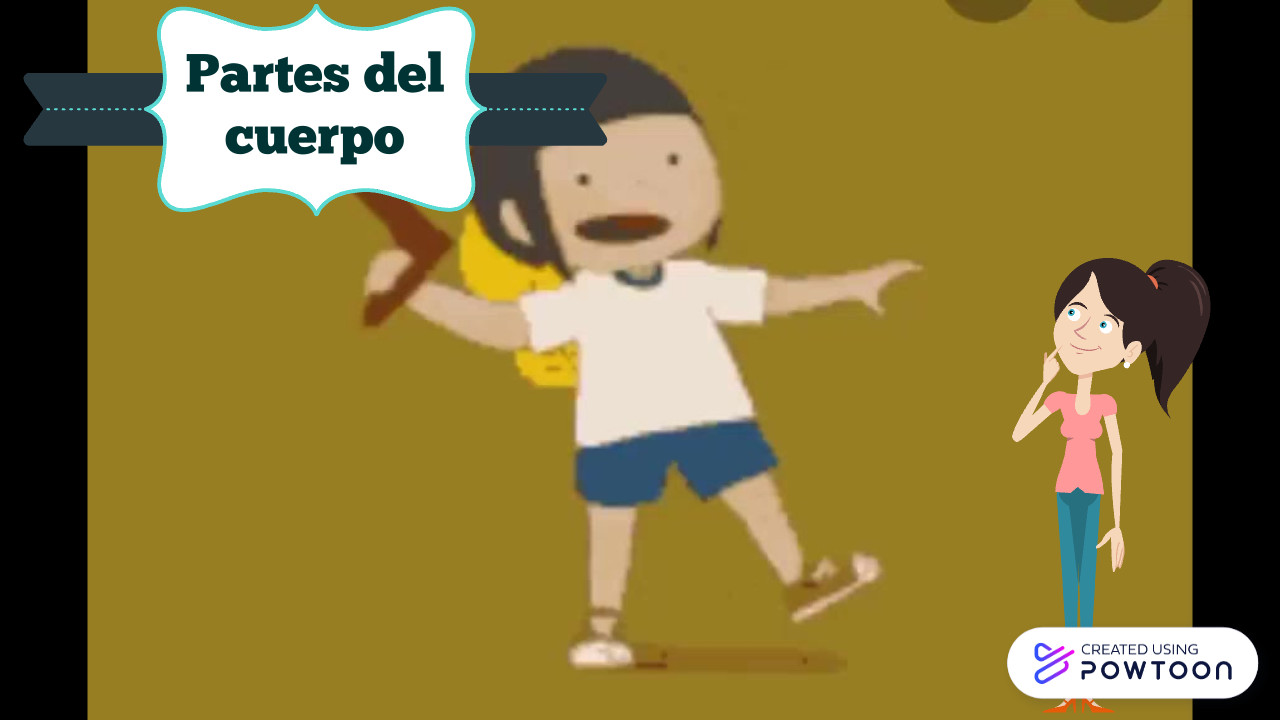 Partes del
cuerpo
CREATED USING
POWTOON